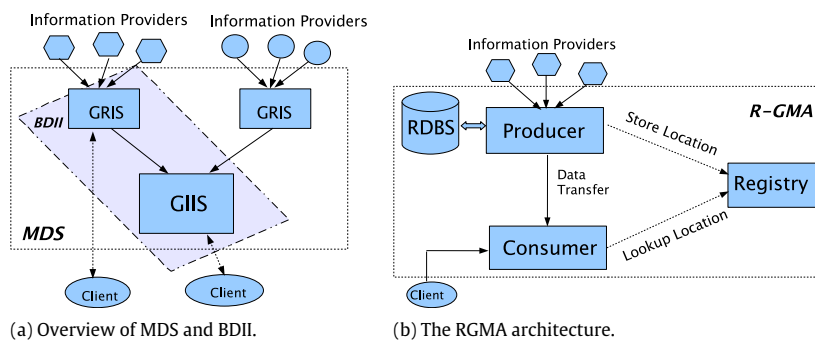 Information Providers
Information Providers
GRIS
GRIS
BDII
GIIS
MDS
Client
Client
(a) Overview of MDS and BDII.
Information Providers
R-GMA
RDBS
Producer
Store Location
Data
Transfer
Registry
Consumer
Lookup Location
Client
(b) The RGMA architecture.